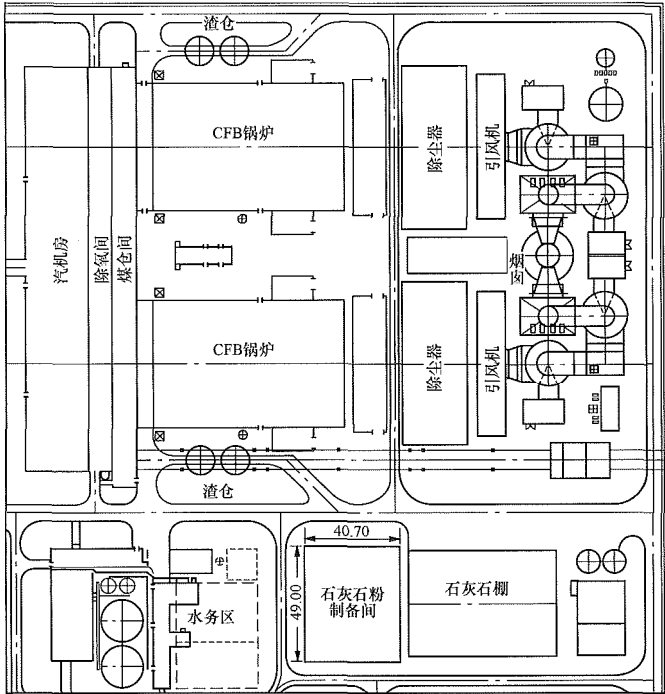 渣仓
CFB锅炉
除尘器
引风机
汽机房
除氧间
煤仓间
烟囱
CFB锅炉
除尘器
引风机
渣仓
40.70
49.00
石灰石粉
制备间
石灰石棚
水务区